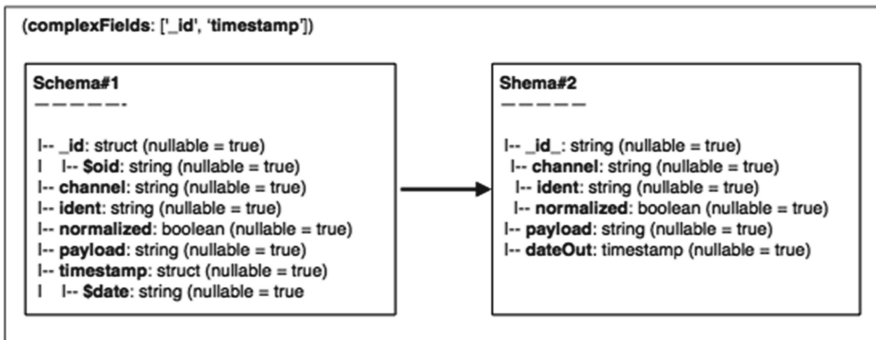 (complexFields: ['_id', 'timestamp'])
Schema#1
— — — — —-
I-- _id: struct (nullable = true)
I I-- $oid: string (nullable = true)
I-- channel: string (nullable = true)
I-- ident: string (nullable = true)
I-- normalized: boolean (nullable = true)
I-- payload: string (nullable = true)
I-- timestamp: struct (nullable = true)
I I-- $date: string (nullable = true
Shema#2
— — — — —
I-- _id_: string (nullable = true)
I-- channel: string (nullable = true)
I-- ident: string (nullable = true)
I-- normalized: boolean (nullable = true)
I-- payload: string (nullable = true)
I-- dateOut: timestamp (nullable = true)